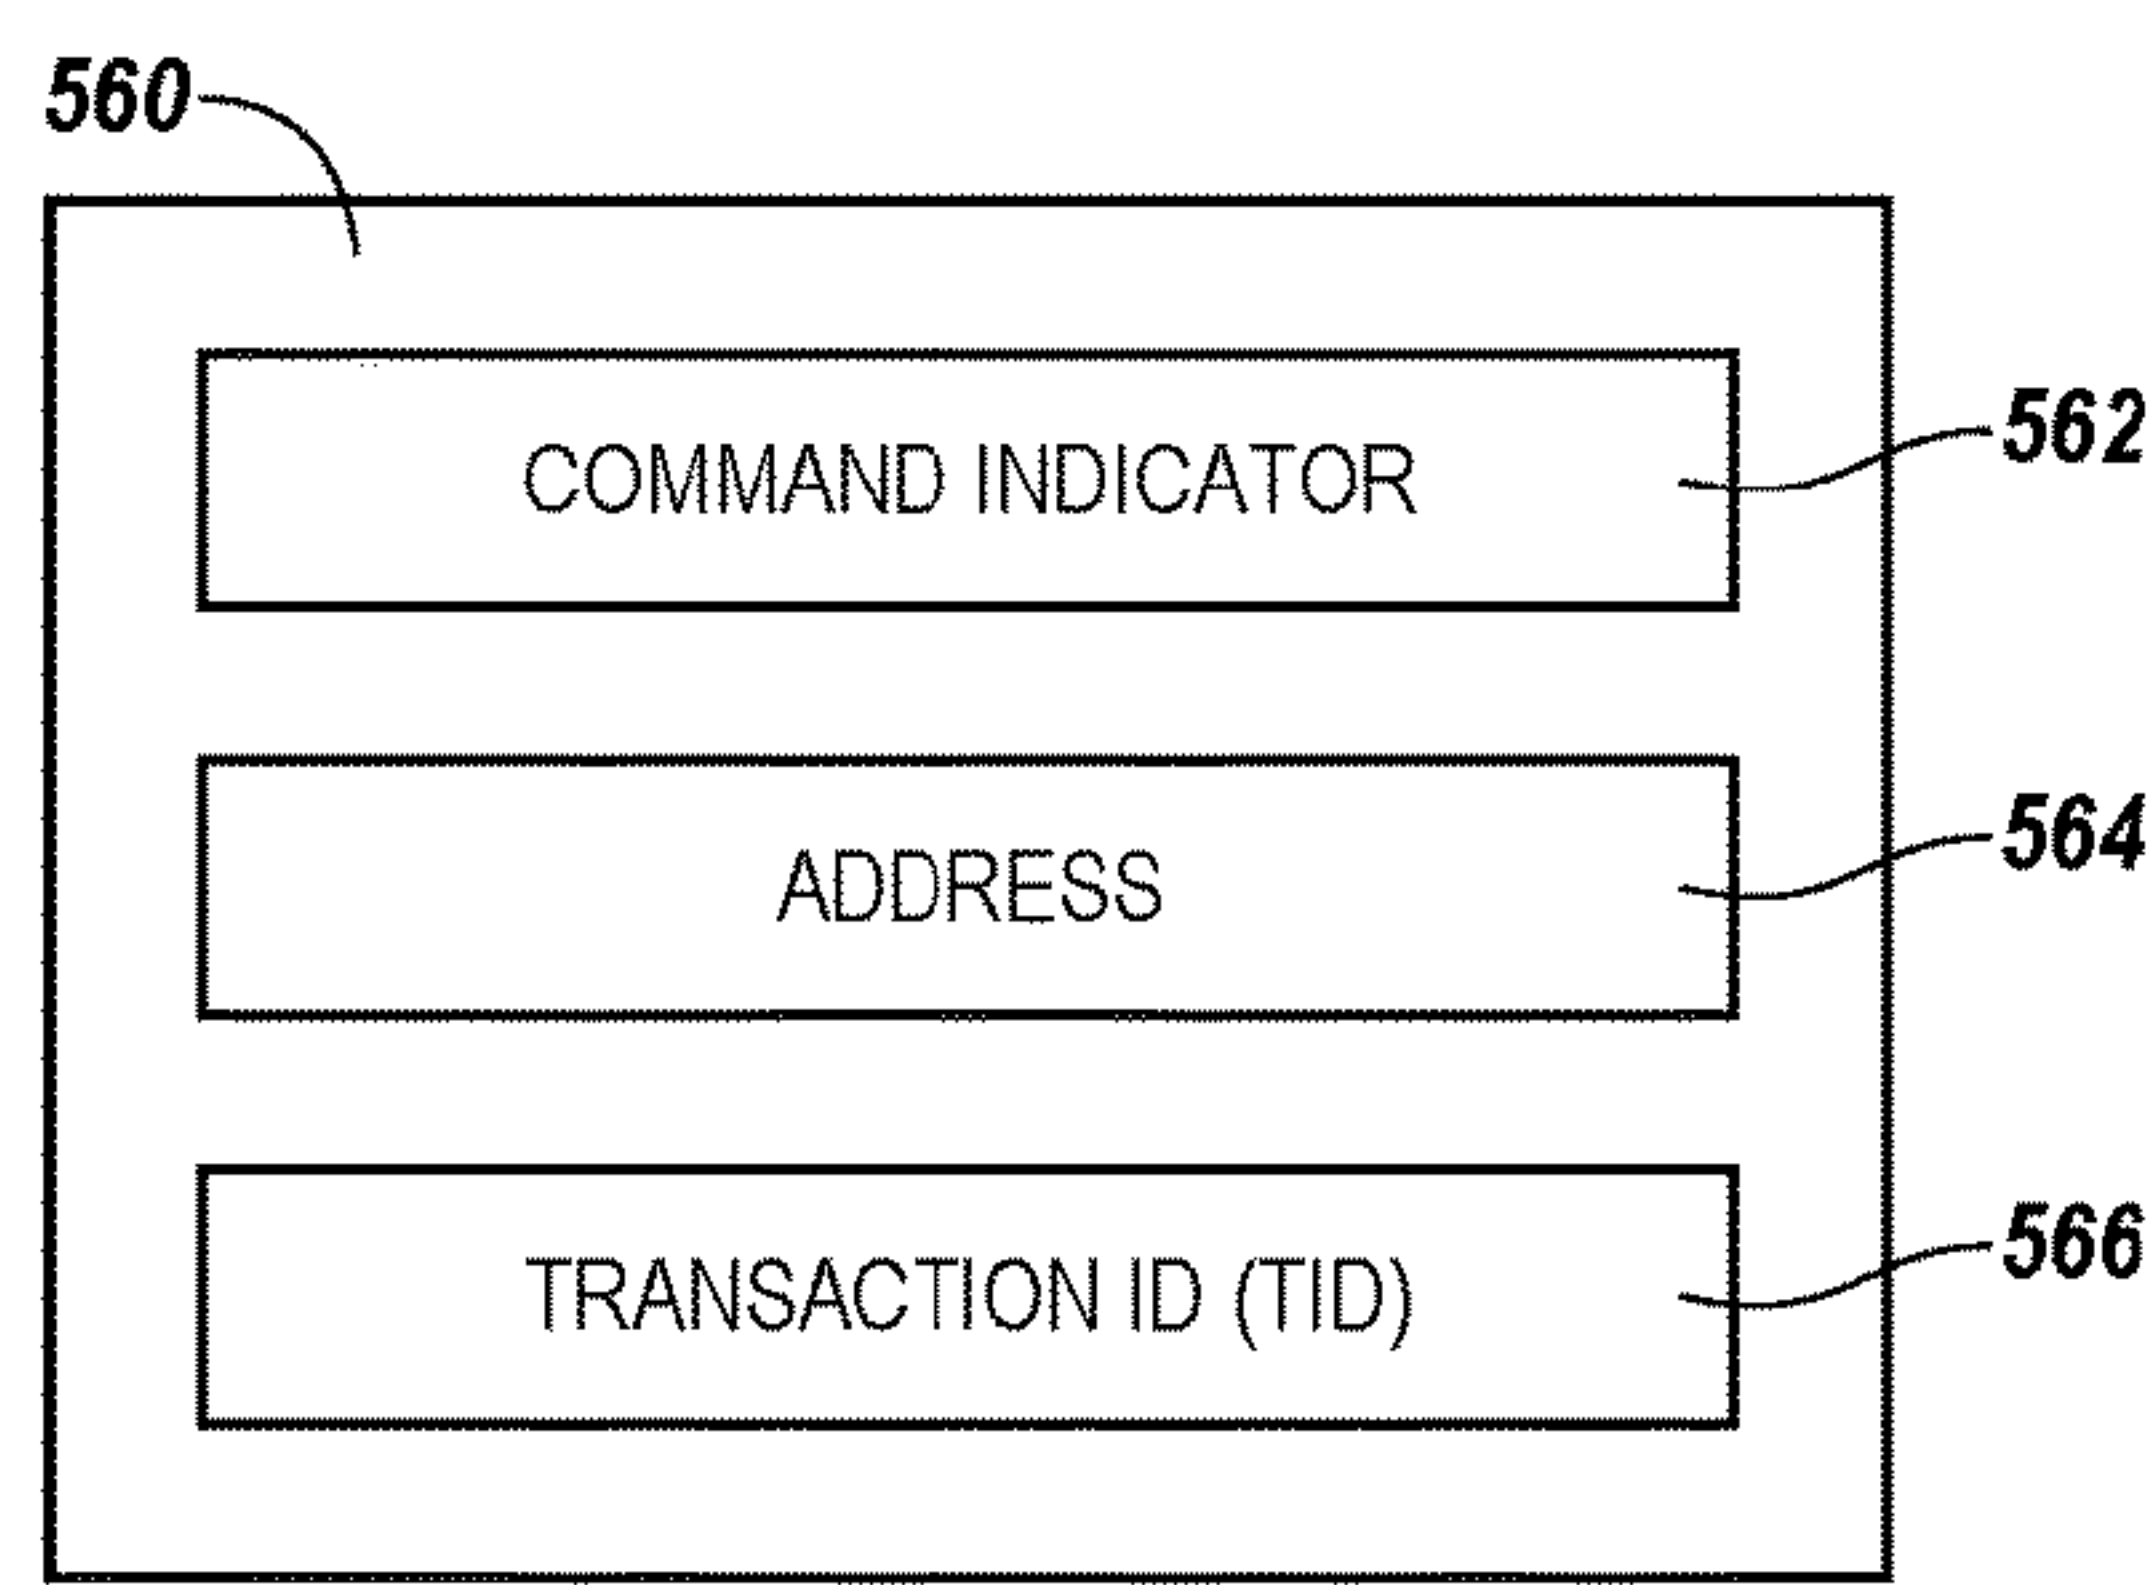 560
COMMAND INDICATOR
562
ADDRESS
564
TRANSACTION ID (TID)
566